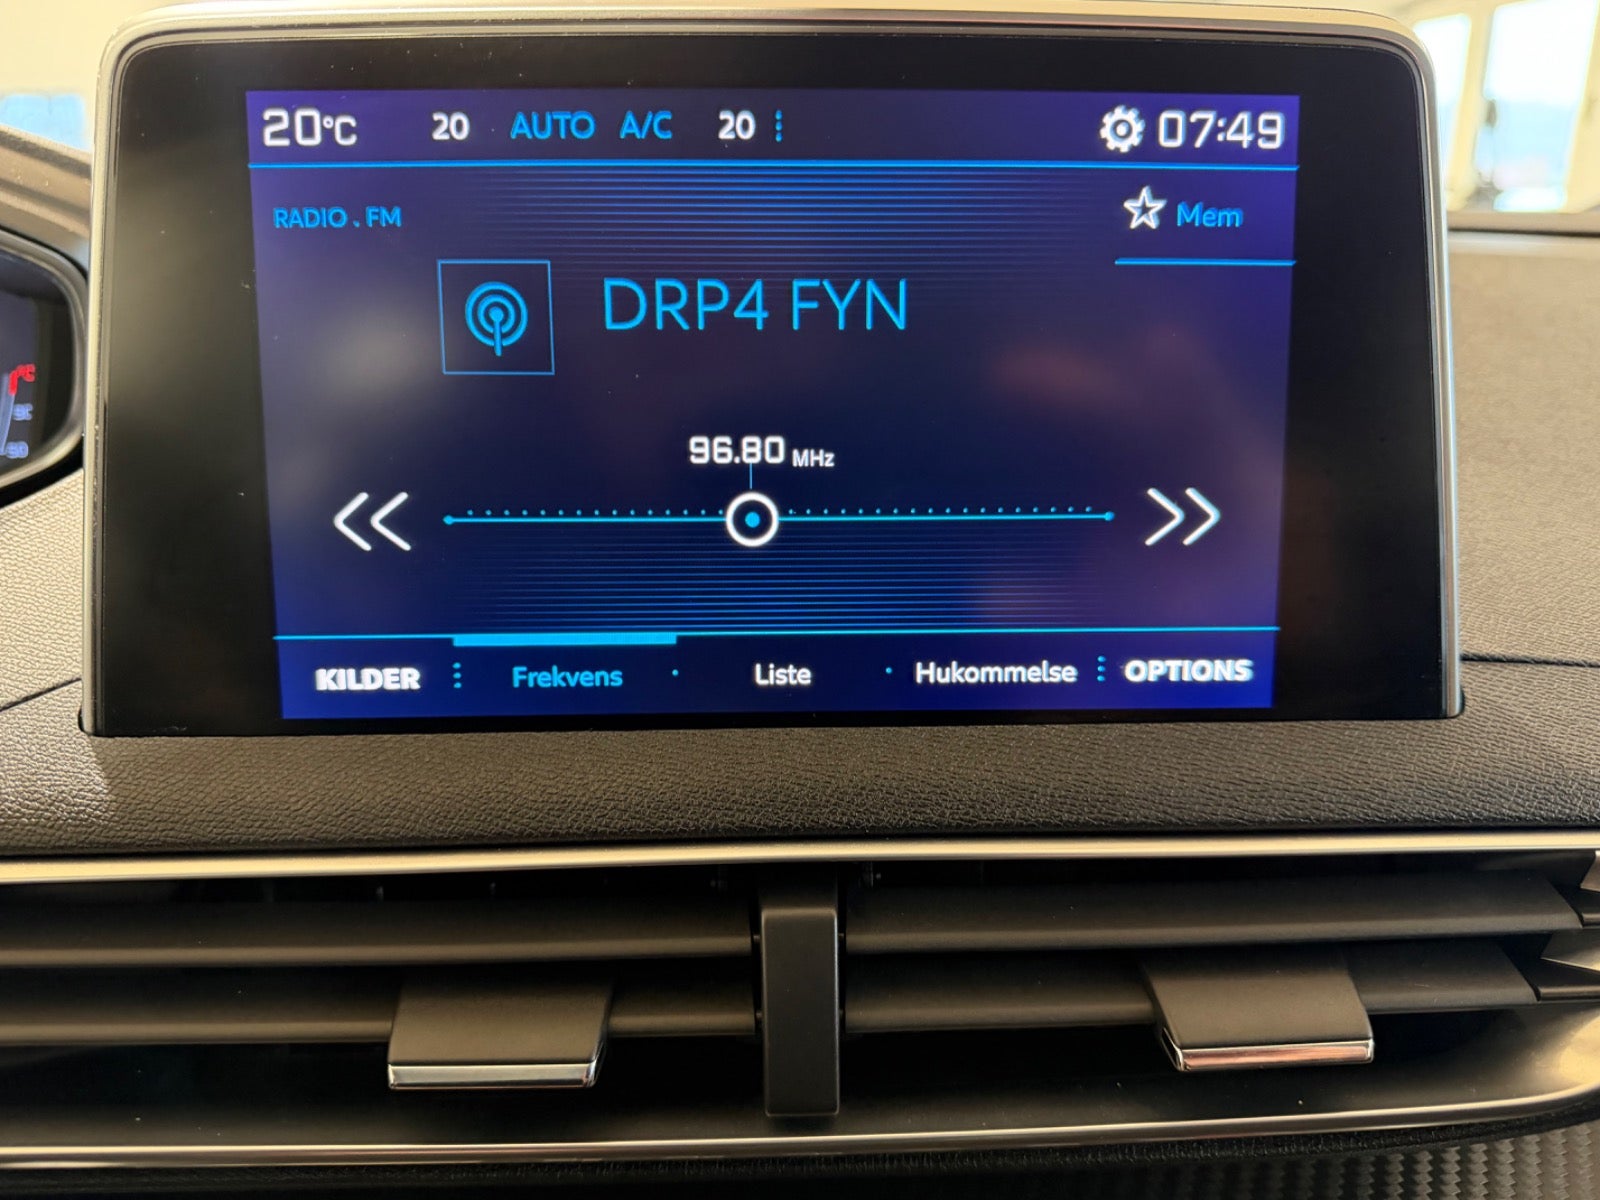 20°C 20 AUTO A/C 20 07:49
RADIO . FM
Mem
DRP4 FYN
96.80 MHz
KILDER Frekvens Liste Hukommelse OPTIONS